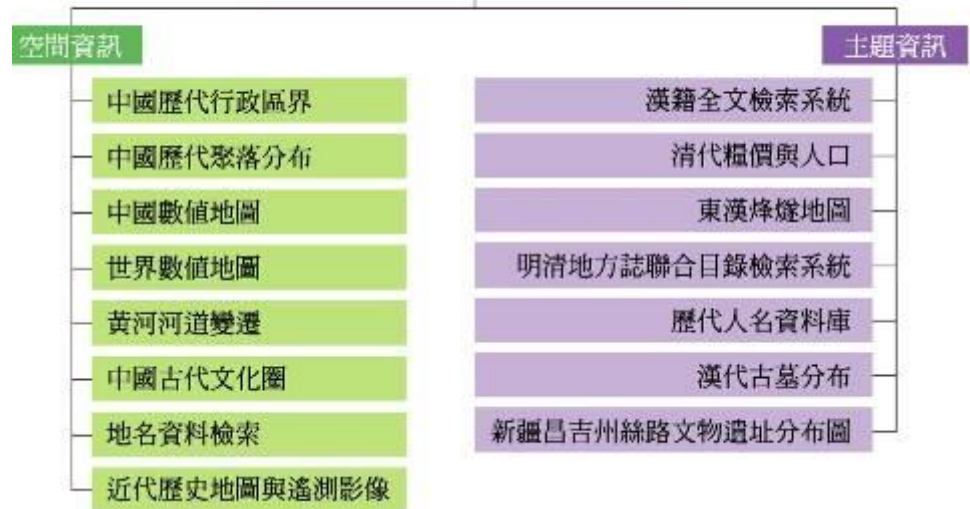 空間資訊
中國歷代行政區界
中國歷代聚落分布
中國數值地圖
世界數值地圖
黃河河道變遷
中國古代文化圈
地名資料檢索
近代歷史地圖與遙測影像
主題資訊
漢籍全文檢索系統
清代糧價與人口
東漢烽燧地圖
明清地方誌聯合目錄檢索系統
歷代人名資料庫
漢代古墓分布
新疆昌吉州絲路文物遺址分布圖